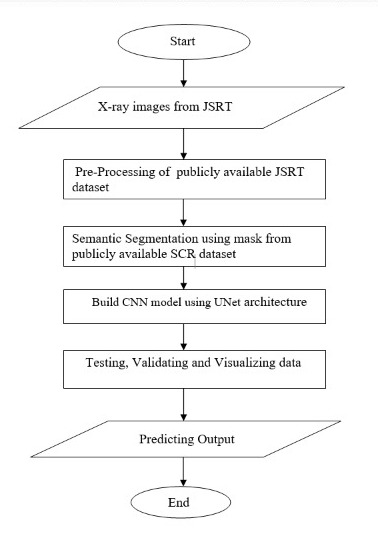 Start
X-ray images from JSRT
Pre-Processing of publicly available JSRT
dataset
Semantic Segmentation using mask from
publicly available SCR dataset
Build CNN model using UNet architecture
Testing, Validating and Visualizing data
Predicting Output
End